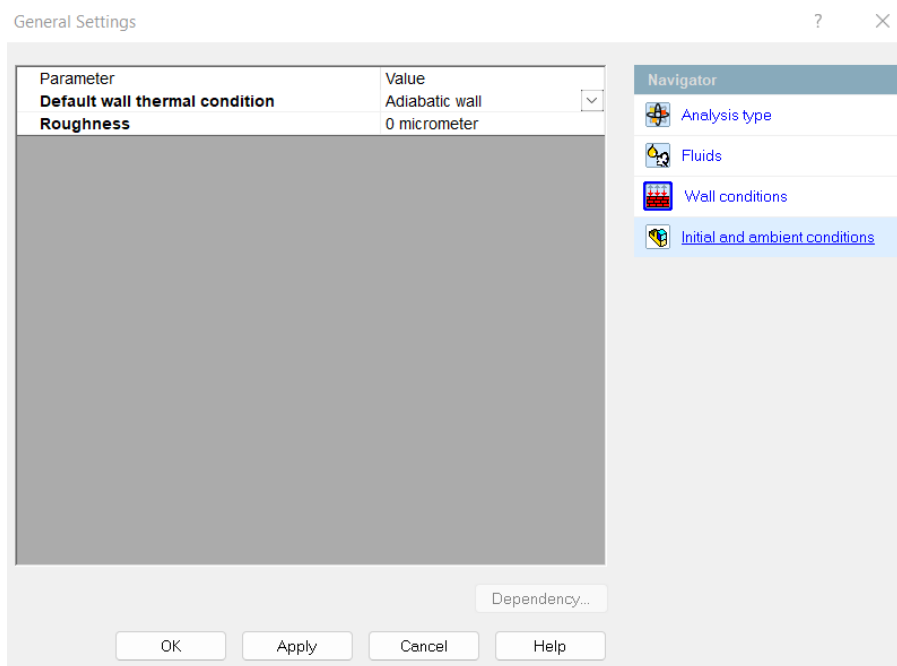 General Settings
?
Parameter Value
Default wall thermal condition Adiabatic wall
Roughness 0 micrometer
Navigator
Analysis type
Fluids
Wall conditions
Initial and ambient conditions
Dependency...
OK Apply Cancel Help